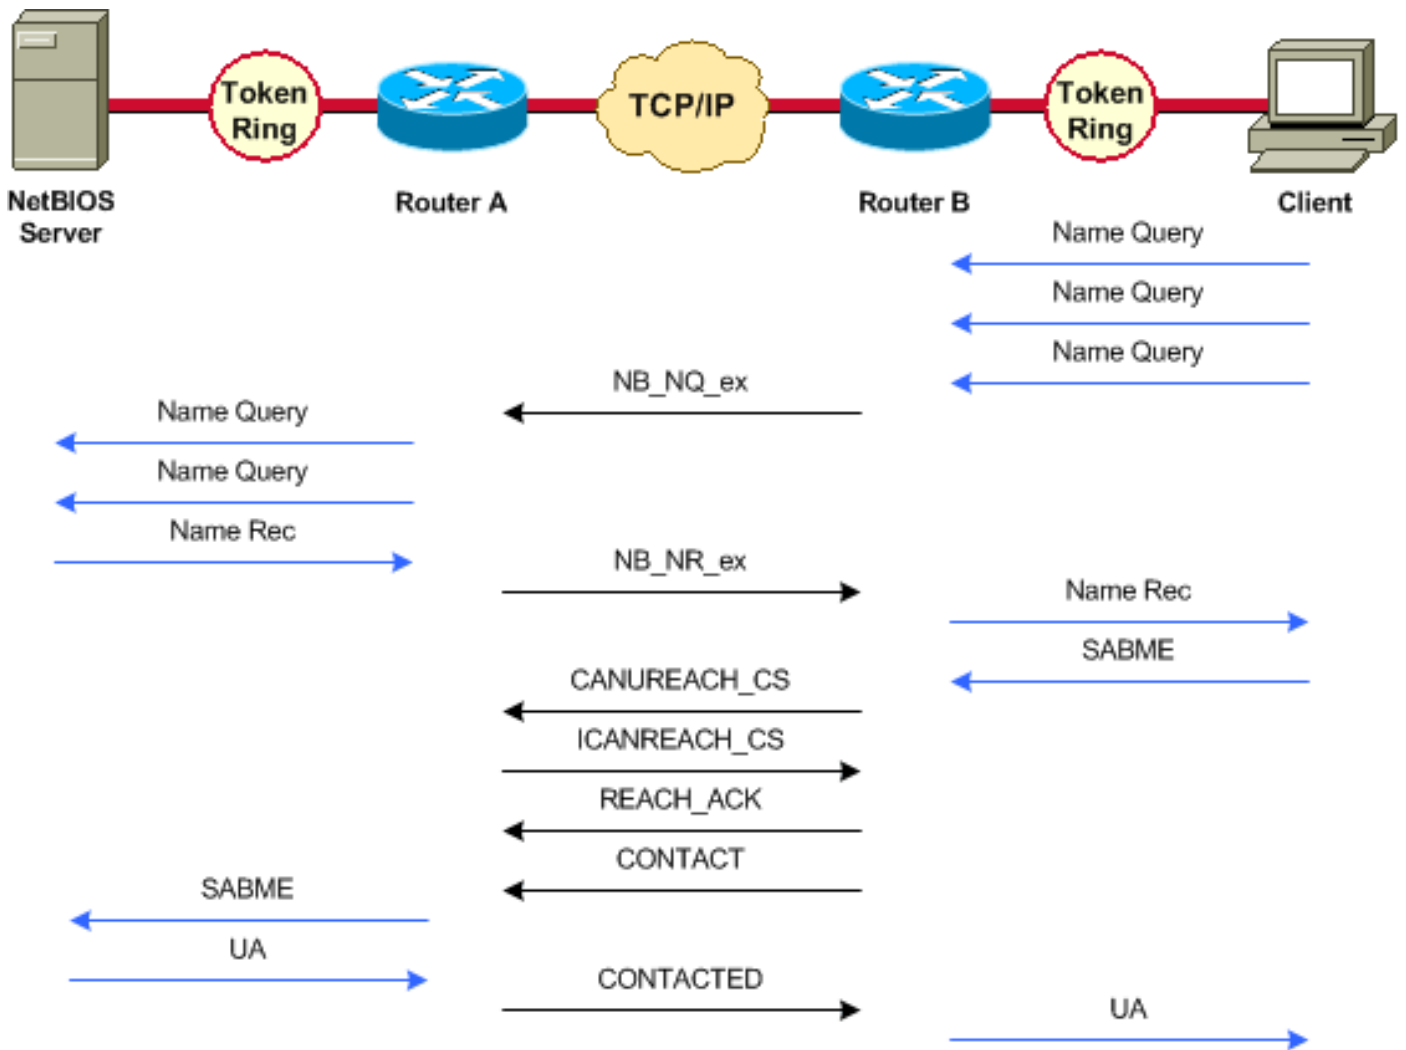 Token
Ring
TCP/IP
Token
Ring
NetBIOS
Server
Router A
Router B
Client
Name Query
Name Query
Name Query
NB_NQ_ex
Name Query
Name Query
Name Rec
NB_NR_ex
Name Rec
SABME
CANUREACH_CS
ICANREACH_CS
REACH_ACK
CONTACT
SABME
UA
CONTACTED
UA